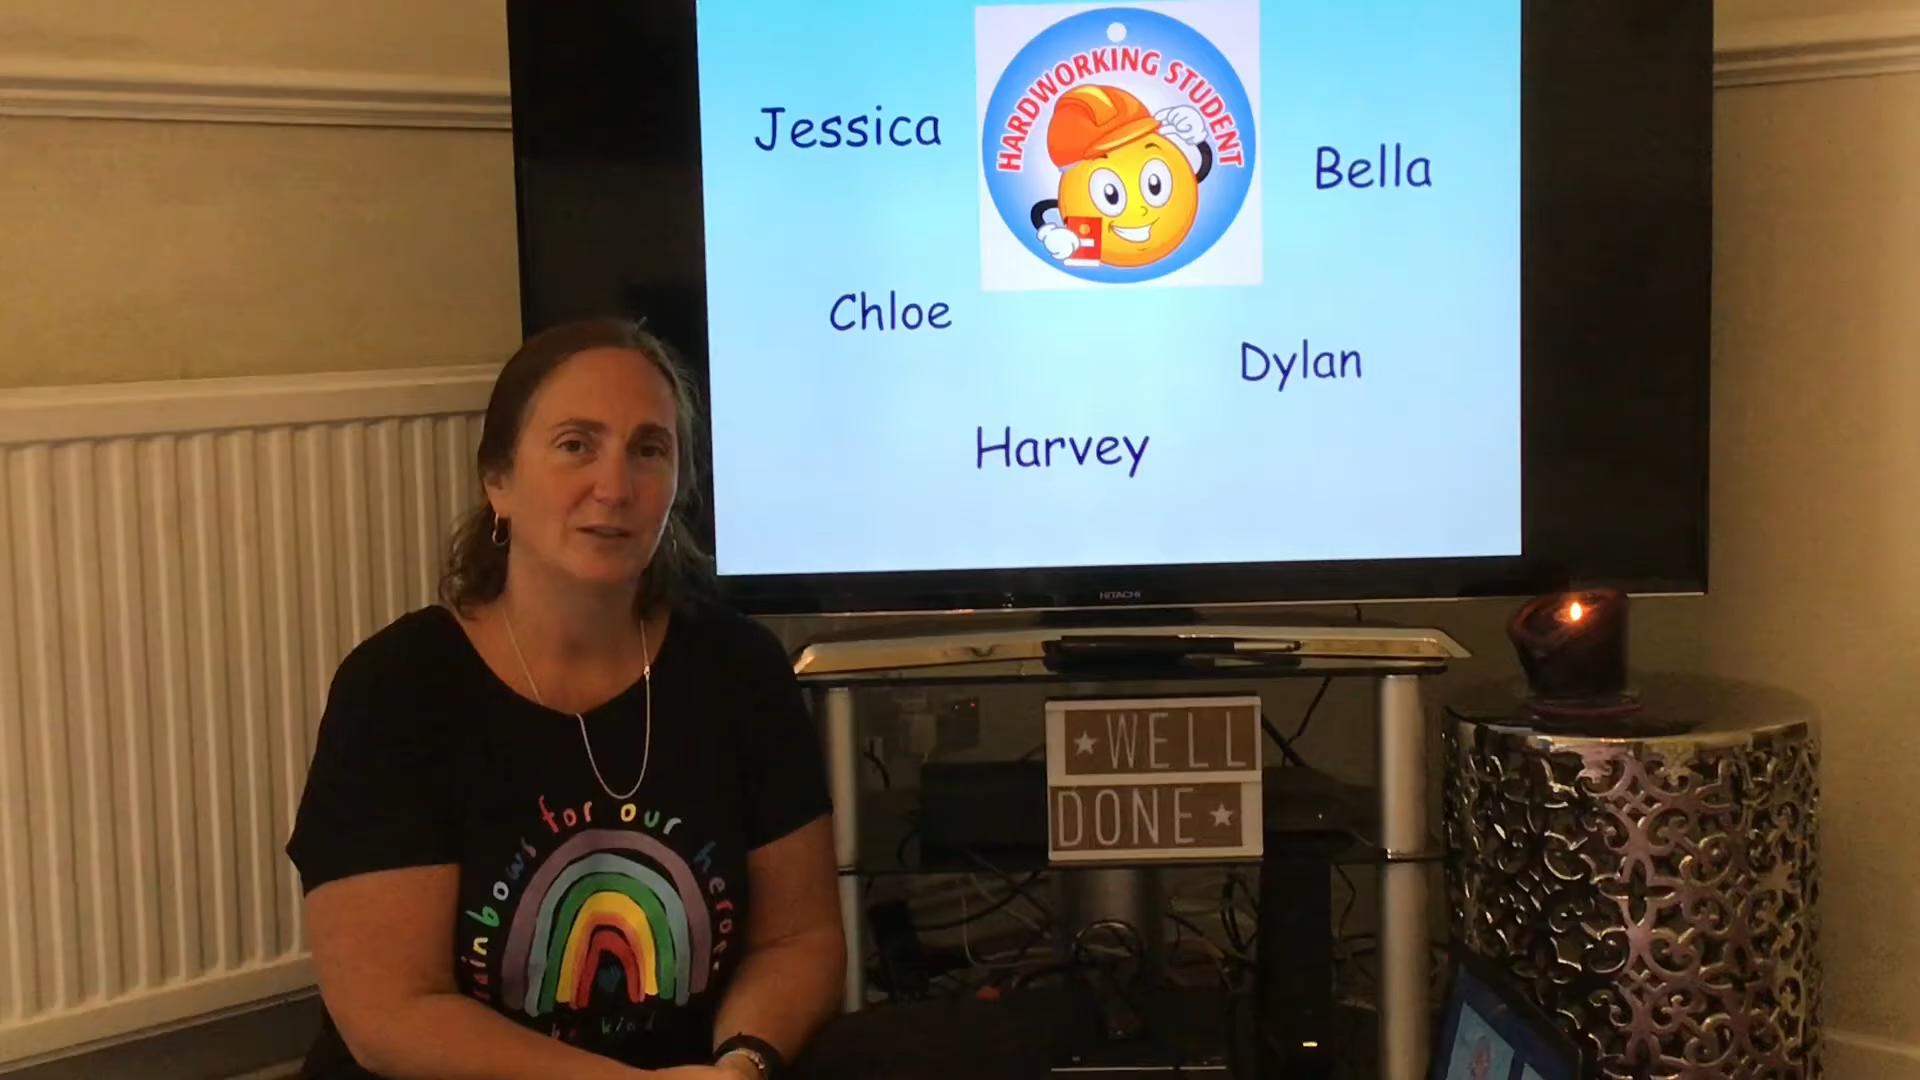 HARDWORKING STUDENT
Jessica
Bella
Chloe
Dylan
Harvey
HITACHI
WELL
DONE
rainbows for our heroes
be kind